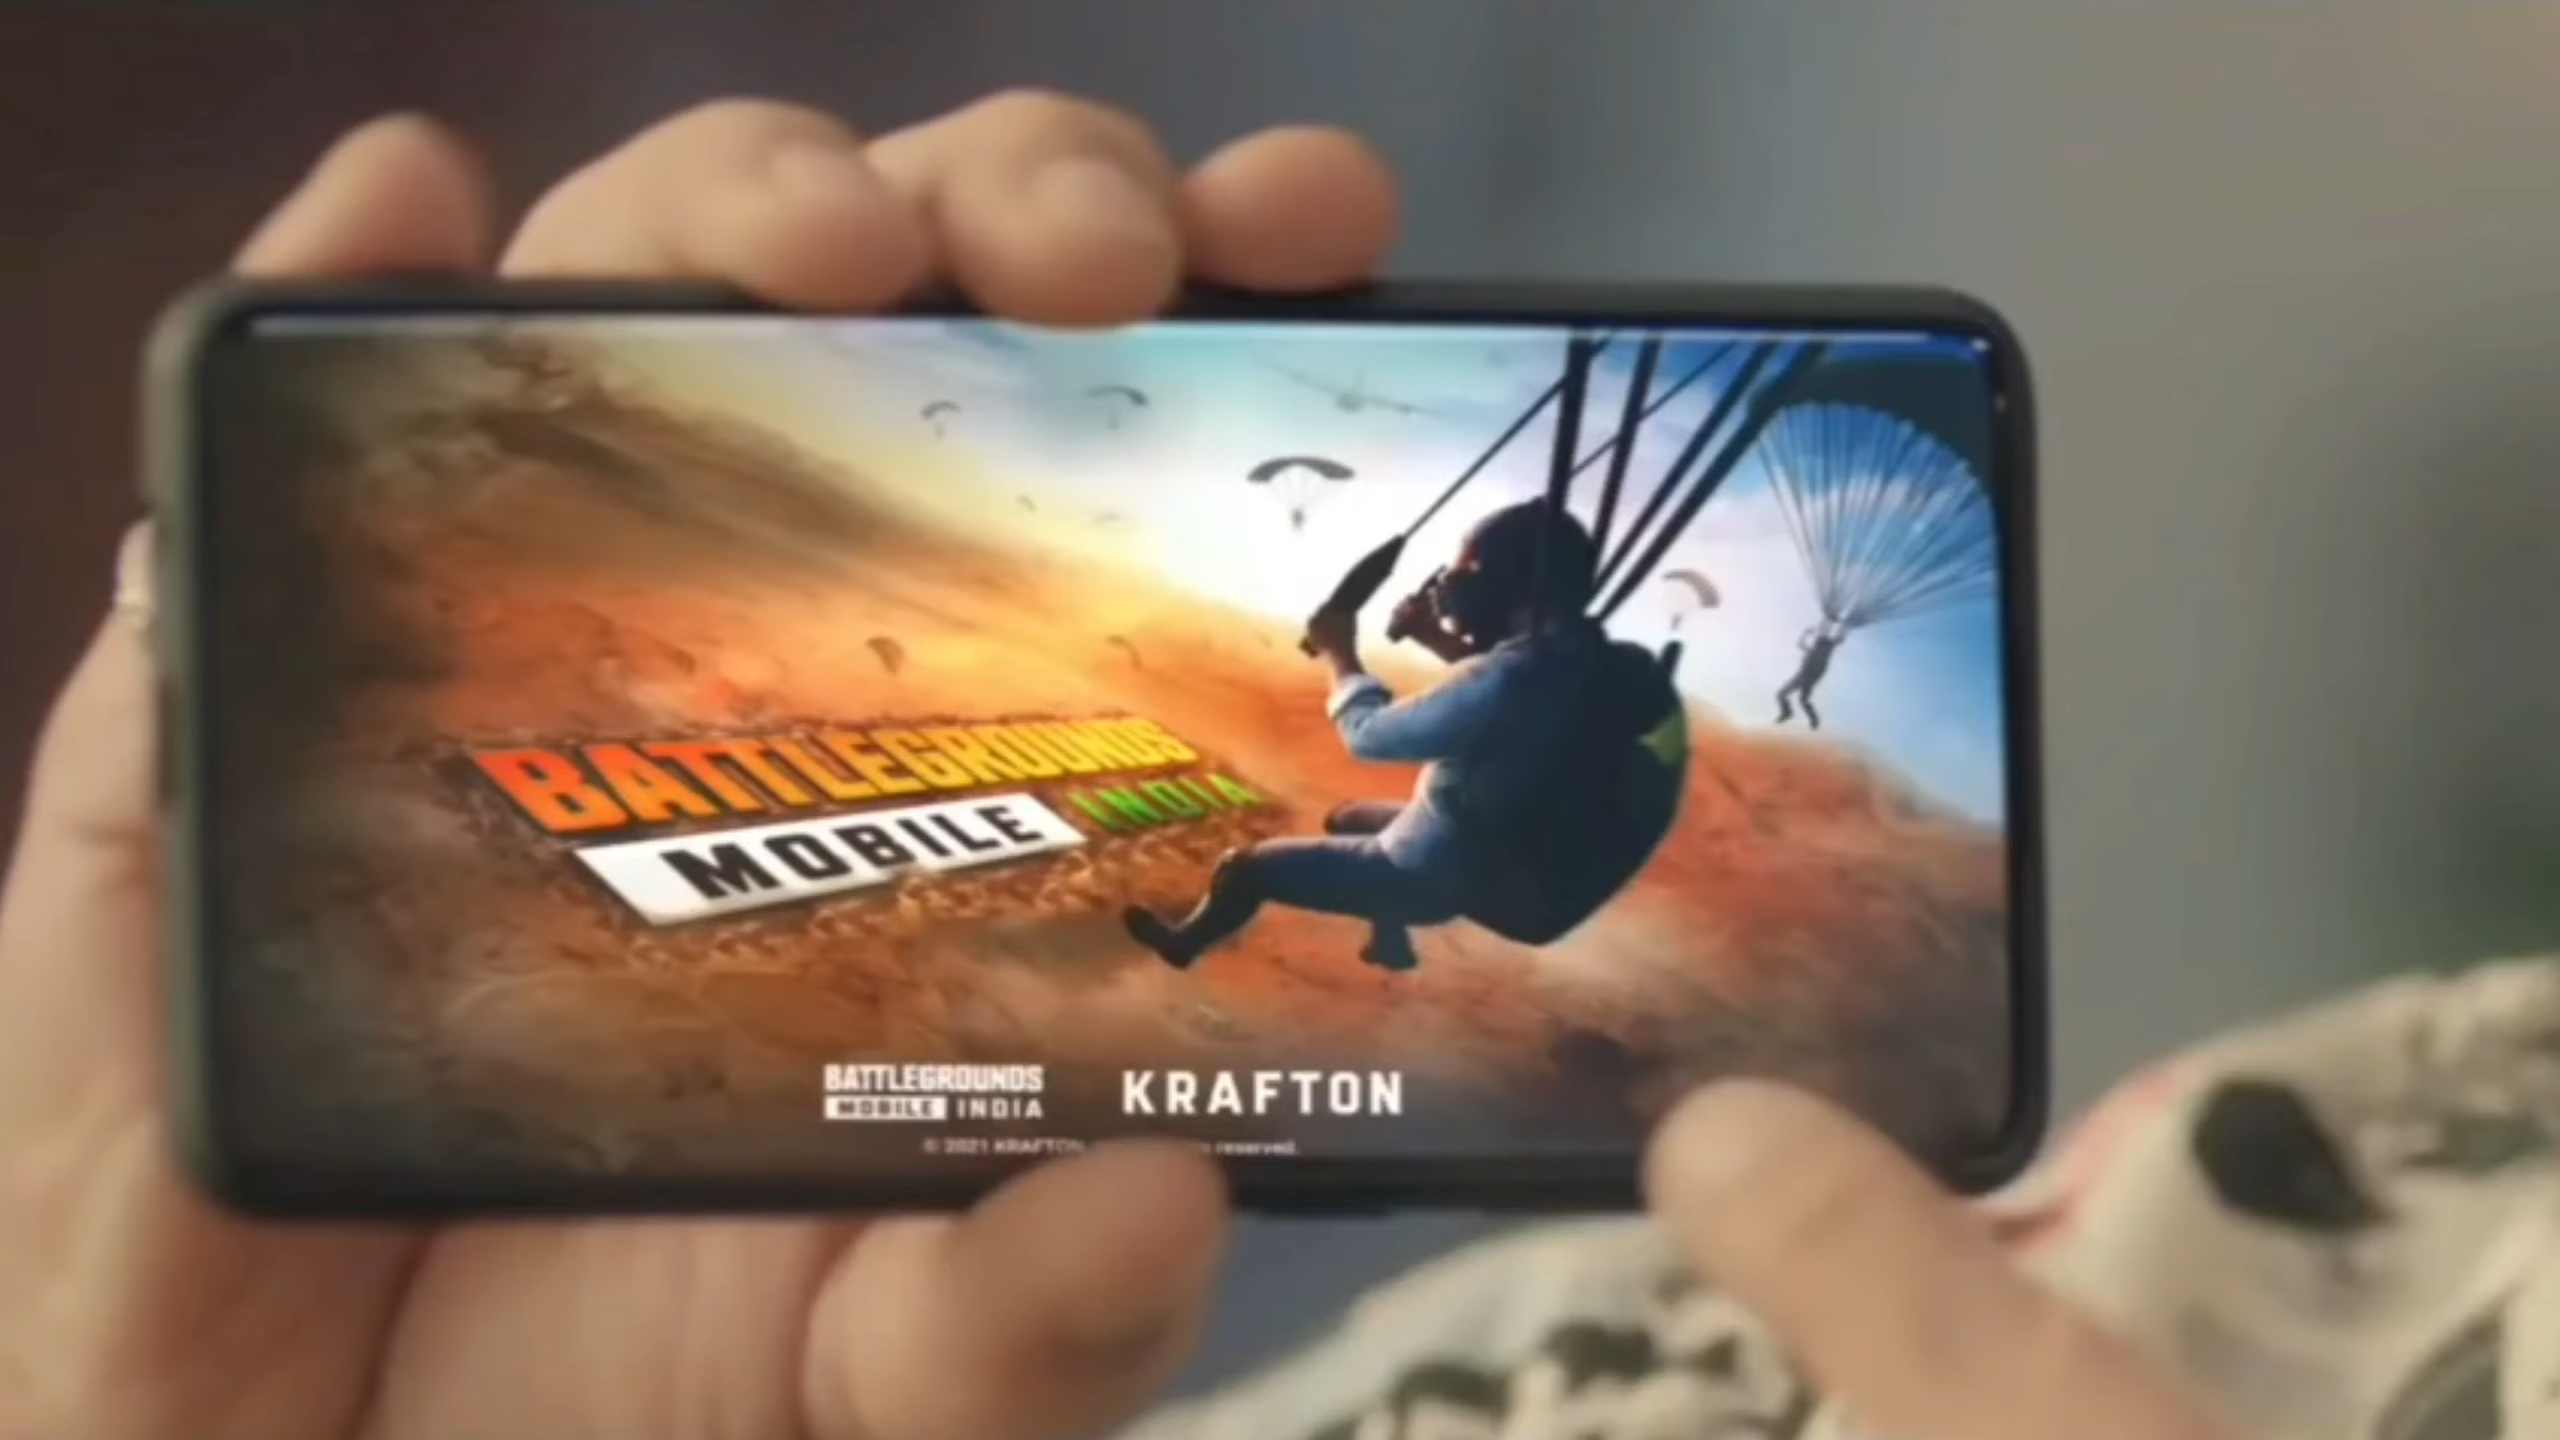 BATTLEGROUNDS
MOBILE INDIA
BATTLEGROUNDS
MOBILE INDIA
KRAFTON
© 2021 KRAFTON reserved.